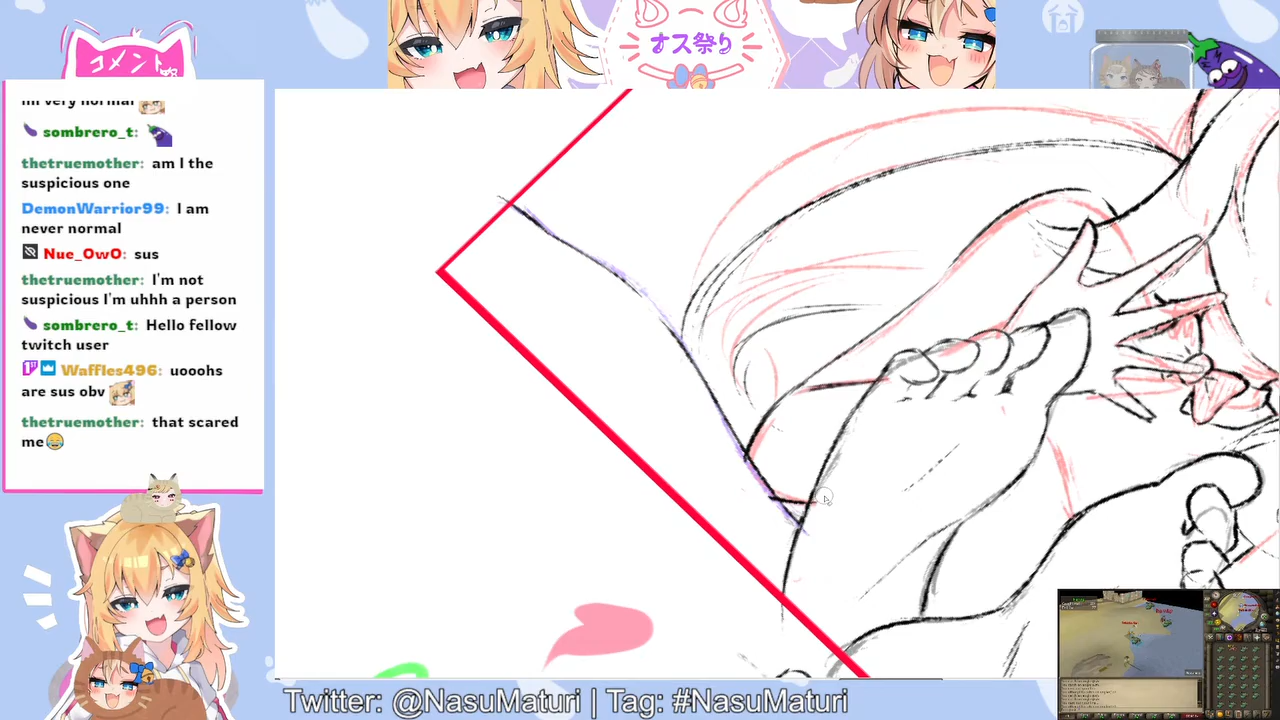 コメント
オス祭り
im very normal
sombrero_t:
thetruemother: am I the
suspicious one
DemonWarrior99: I am
never normal
Nue_OwO: sus
thetruemother: I'm not
suspicious I'm uhhh a person
sombrero_t: Hello fellow
twitch user
Waffles496: uooohs
are sus obv
thetruemother: that scared
me😂
Twitter: @NasuMaturi | Tag: #NasuMaturi